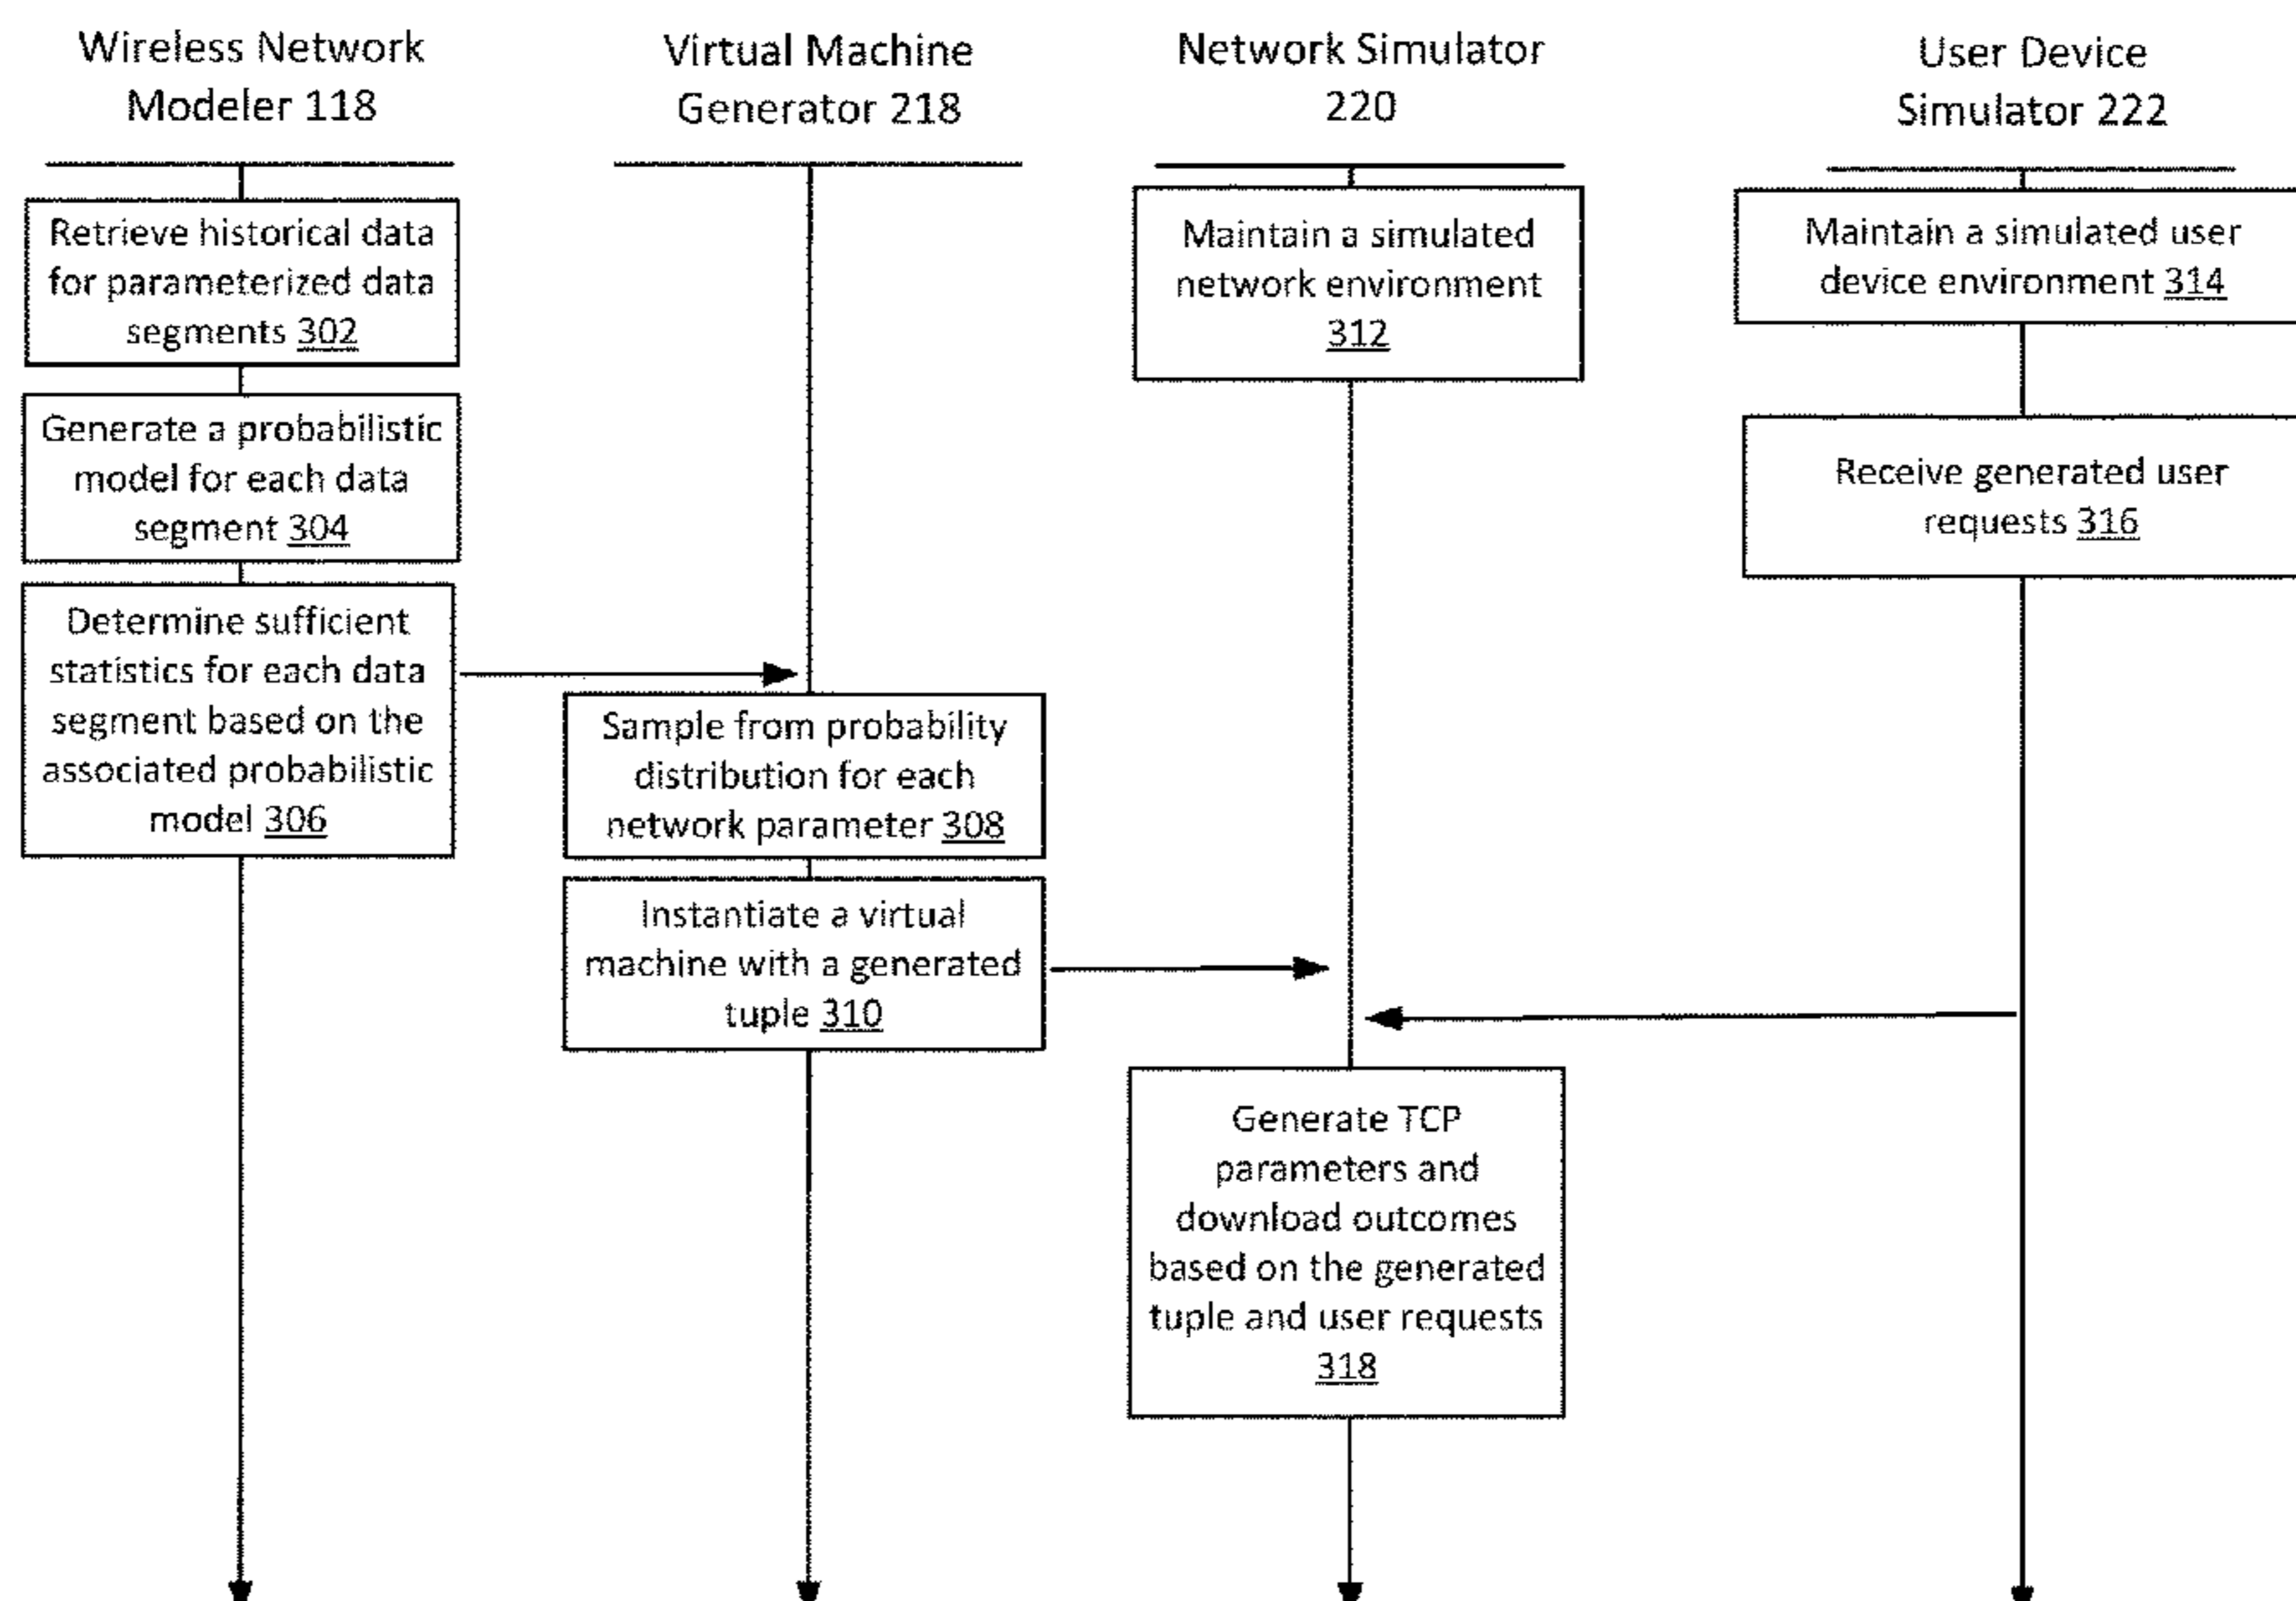 Wireless Network
Modeler 118
Virtual Machine
Generator 218
Network Simulator
220
User Device
Simulator 222
Retrieve historical data
for parameterized data
segments 302
Generate a probabilistic
model for each data
segment 304
Determine sufficient
statistics for each data
segment based on the
associated probabilistic
model 306
Sample from probability
distribution for each
network parameter 308
Instantiate a virtual
machine with a generated
tuple 310
Maintain a simulated
network environment
312
Generate TCP
parameters and
download outcomes
based on the generated
tuple and user requests
318
Maintain a simulated user
device environment 314
Receive generated user
requests 316